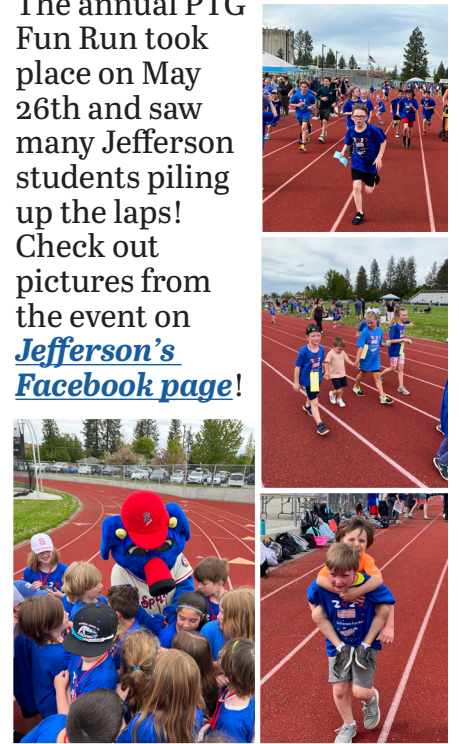 The annual PTG
Fun Run took
place on May
26th and saw
many Jefferson
students piling
up the laps!
Check out
pictures from
the event on
Jefferson's
Facebook page!
S